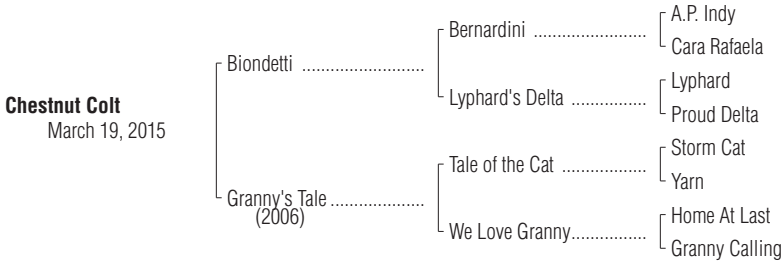 A.P. Indy
Bernardini ........................
Cara Rafaela
Biondetti ..........................
Lyphard
Lyphard's Delta ................
Proud Delta
Chestnut Colt
March 19, 2015
Storm Cat
Tale of the Cat ..................
Yarn
Granny's Tale ....................
(2006)
Home At Last
We Love Granny................
Granny Calling